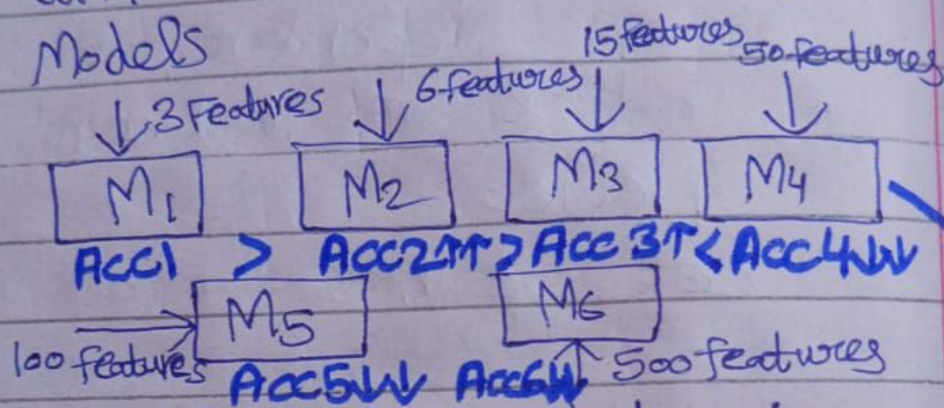 Models
3 Features 6 features 15 features 50 features
M1 M2 M3 M4
Acc1 > Acc2↑↑ > Acc3↑ < Acc4↓↓
M5 M6
100 features 500 features
Acc5↓↓ Acc6↓↓